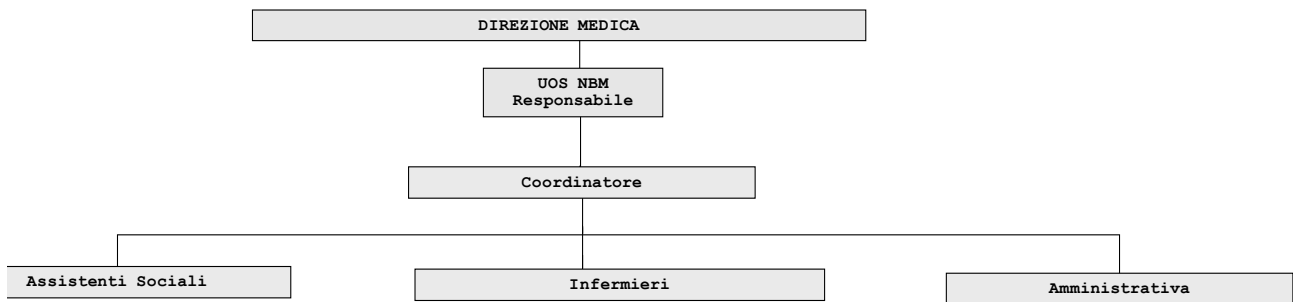 DIREZIONE MEDICA
UOS NBM
Responsabile
Coordinatore
Assistenti Sociali
Infermieri
Amministrativa